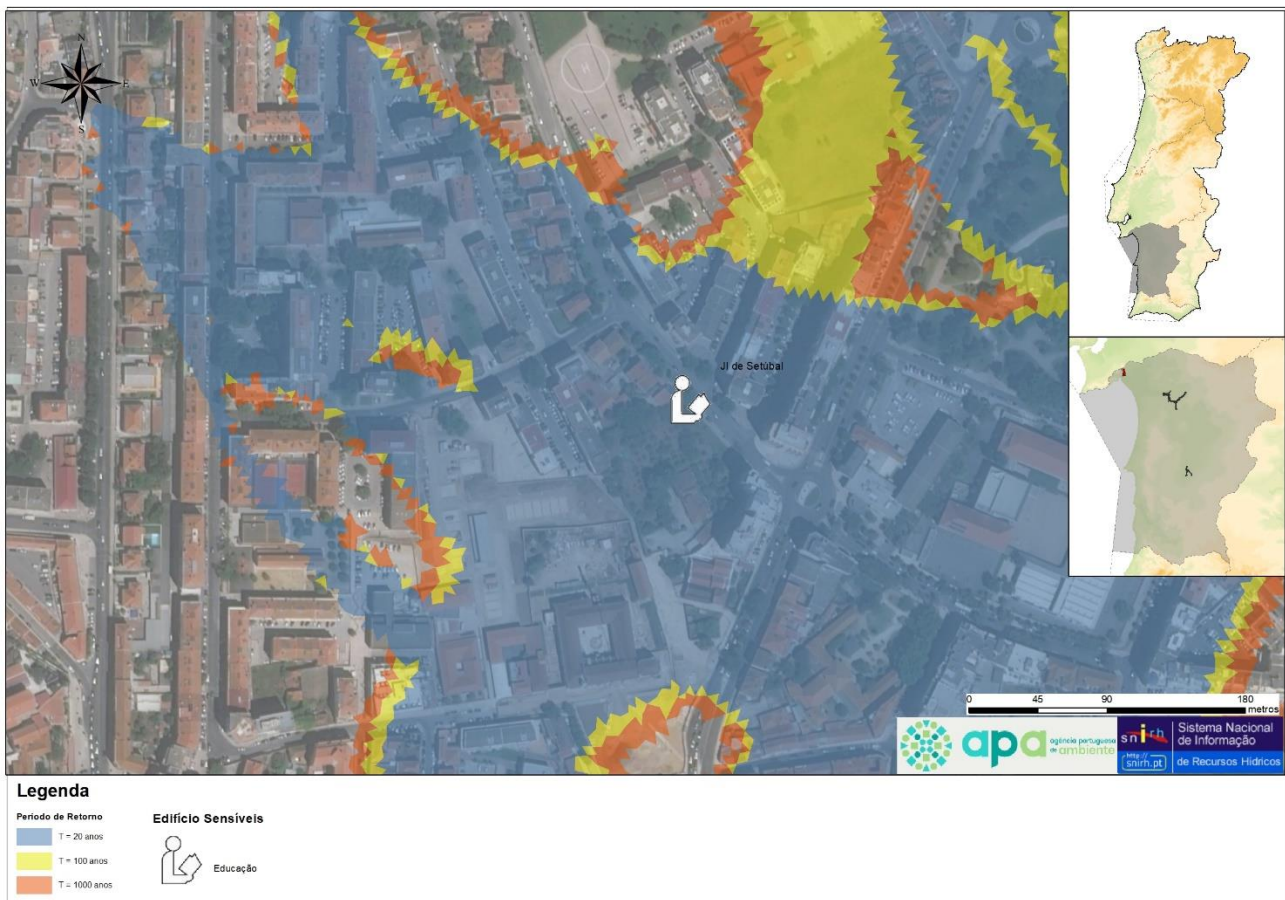 N
W
E
S
JI de Setúbal
0 45 90 180
metros
apa agência portuguesa do ambiente
snirh
http://
snirh.pt
Sistema Nacional
de Informação
de Recursos Hídricos
Legenda
Período de Retorno
T = 20 anos
T = 100 anos
T = 1000 anos
Edifício Sensíveis
Educação